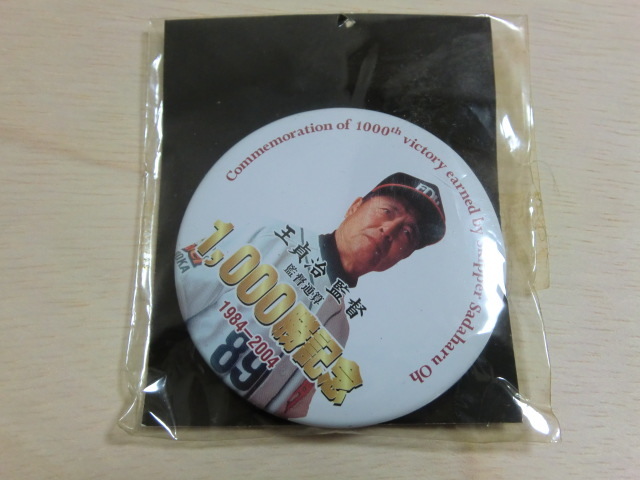 Commemoration of 1000th victory earned by skipper Sadaharu Oh
王貞治 監督
監督通算
1,000勝記念
1984–2004
89